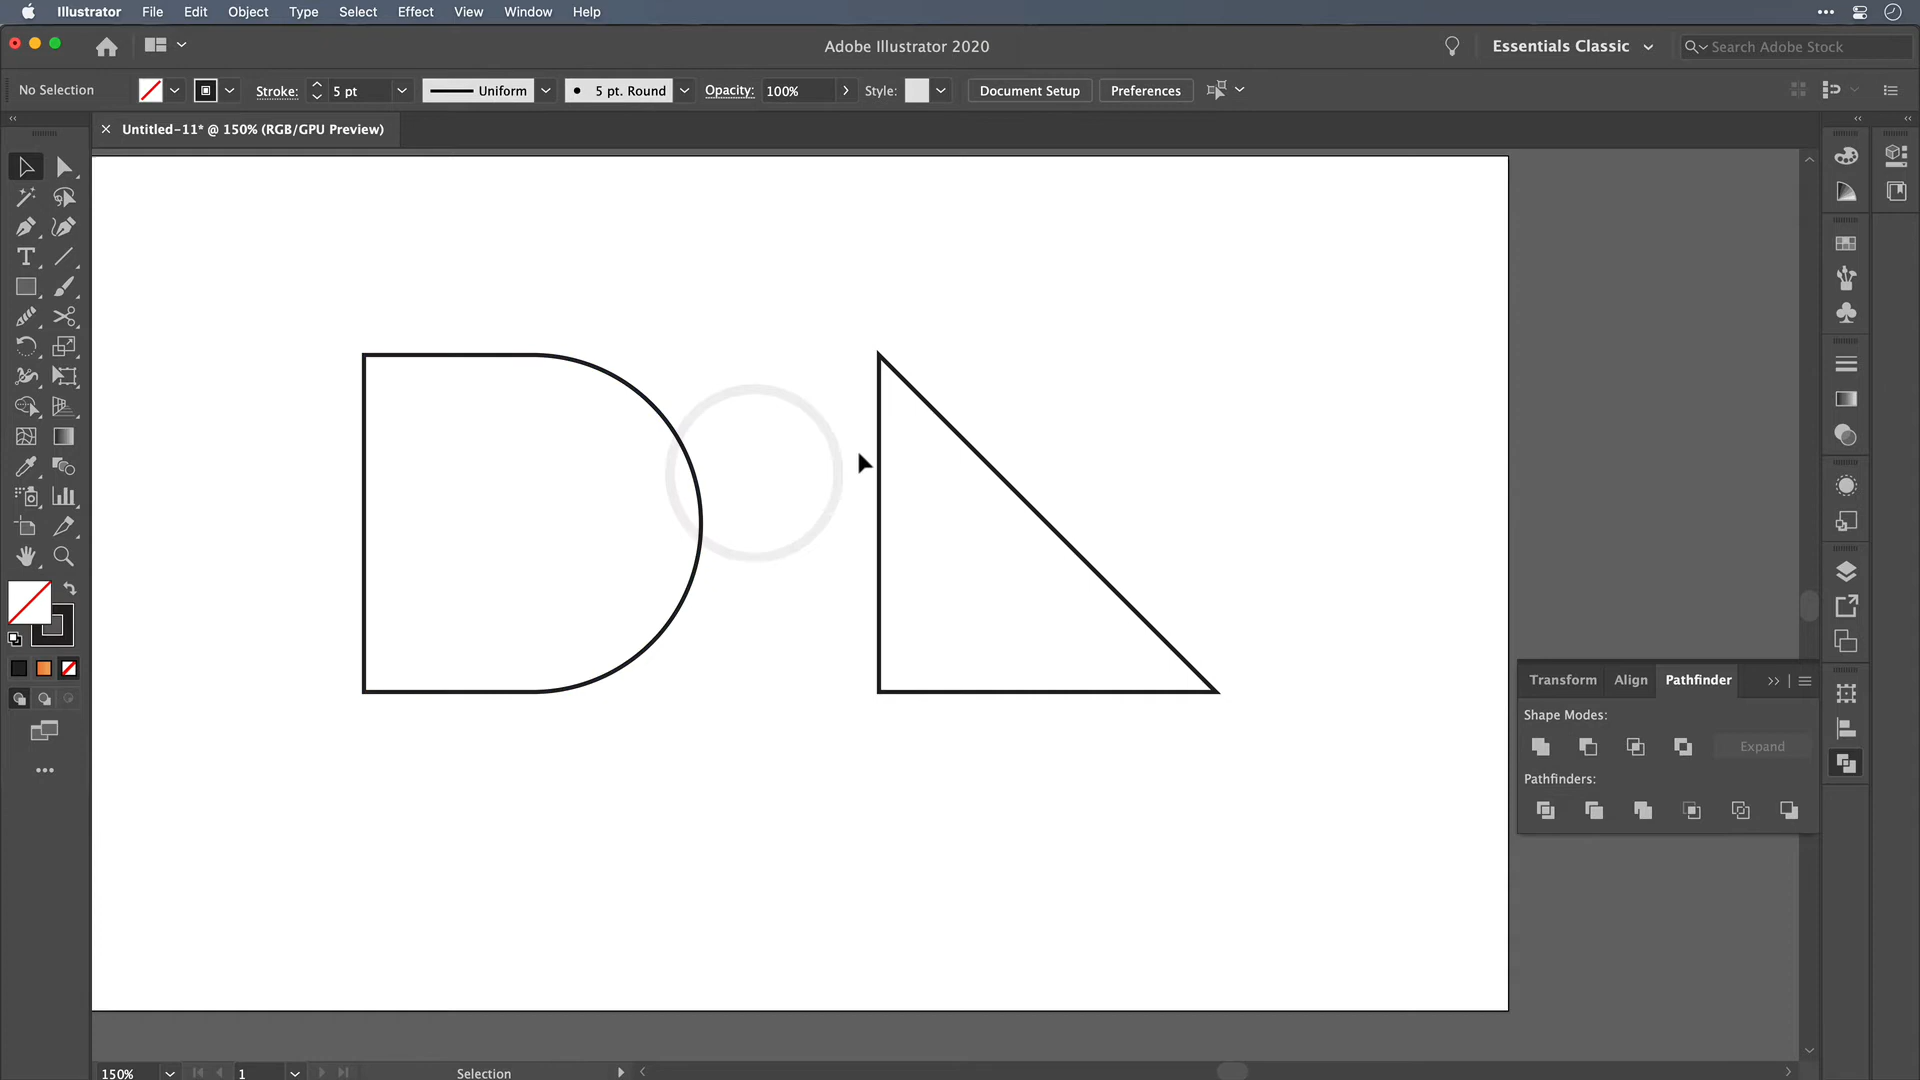 Illustrator File Edit Object Type Select Effect View Window Help
Adobe Illustrator 2020
Essentials Classic
Search Adobe Stock
No Selection
Stroke:
5 pt
Uniform
5 pt. Round
Opacity:
100%
Style:
Document Setup
Preferences
Untitled-11* @ 150% (RGB/GPU Preview)
Transform Align Pathfinder
Shape Modes:
Expand
Pathfinders:
150%
1
Selection